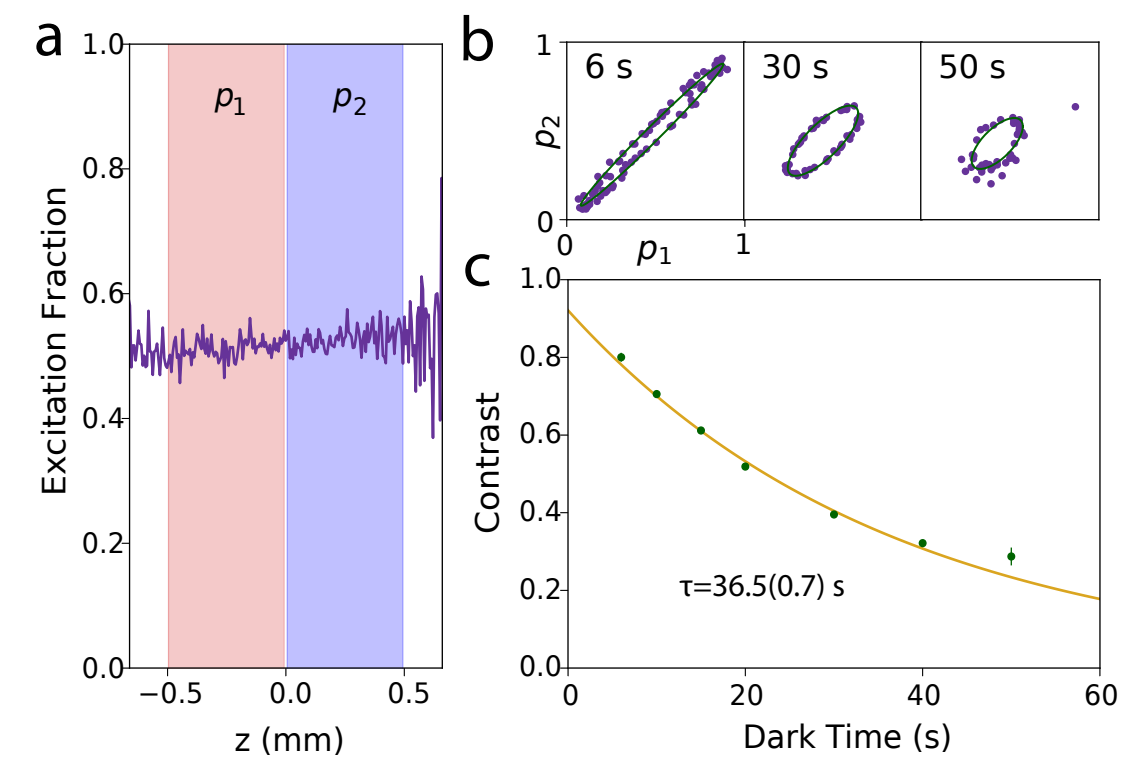 a
1.0
0.8
0.6
0.4
0.2
0.0
Excitation Fraction
p1
p2
−0.5
0.0
0.5
z (mm)
b
1
0
p2
6 s
30 s
50 s
0
1
p1
c
1.0
0.8
0.6
0.4
0.2
0.0
Contrast
τ=36.5(0.7) s
0
20
40
60
Dark Time (s)